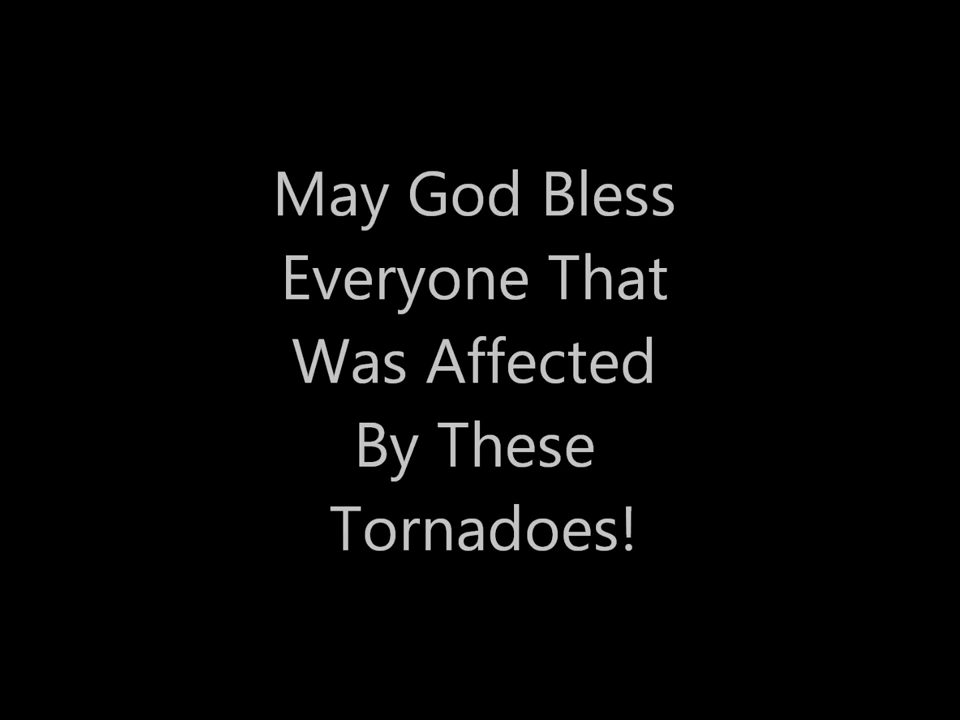 May God Bless
Everyone That
Was Affected
By These
Tornadoes!